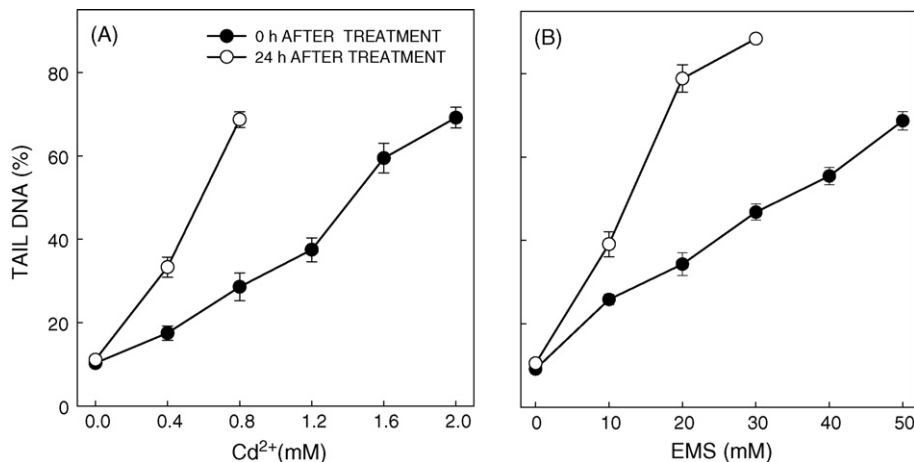 (A)
0 h AFTER TREATMENT
24 h AFTER TREATMENT
(B)
TAIL DNA (%)
80
60
40
20
0
0.0 0.4 0.8 1.2 1.6 2.0
Cd²⁺(mM)
0 10 20 30 40 50
EMS (mM)